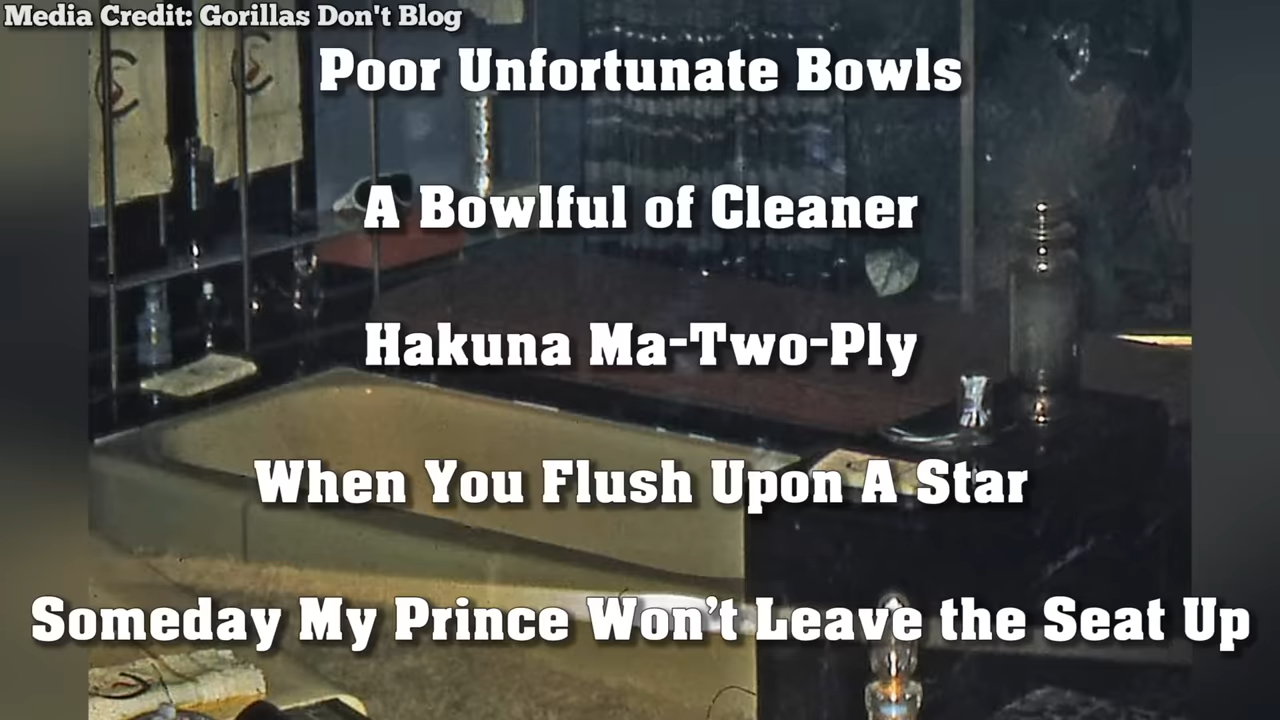 Media Credit: Gorillas Don't Blog
Poor Unfortunate Bowls
A Bowlful of Cleaner
Hakuna Ma-Two-Ply
When You Flush Upon A Star
Someday My Prince Won’t Leave the Seat Up